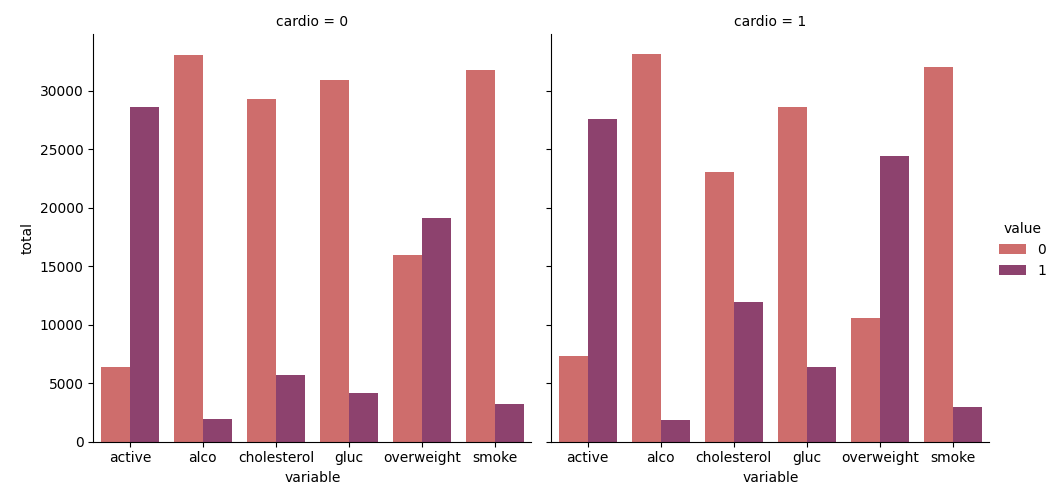 cardio = 0
cardio = 1
total
30000
25000
20000
15000
10000
5000
0
active alco cholesterol gluc overweight smoke
variable
active alco cholesterol gluc overweight smoke
variable
value
0
1